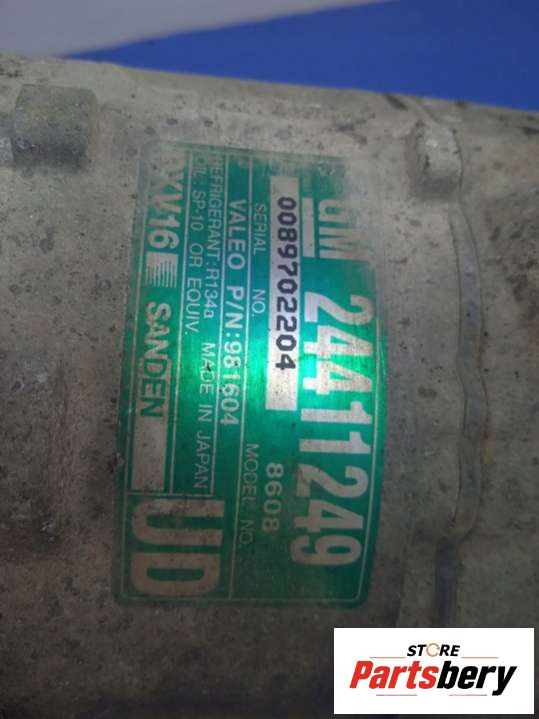 GM 24411249
SERIAL NO.
0089702204
8608
MODEL NO.
VALEO P/N:981604
REFRIGERANT:R134a
OIL: SP-10 OR EQUIV. MADE IN JAPAN
SANDEN
UD
STORE
Partsbery